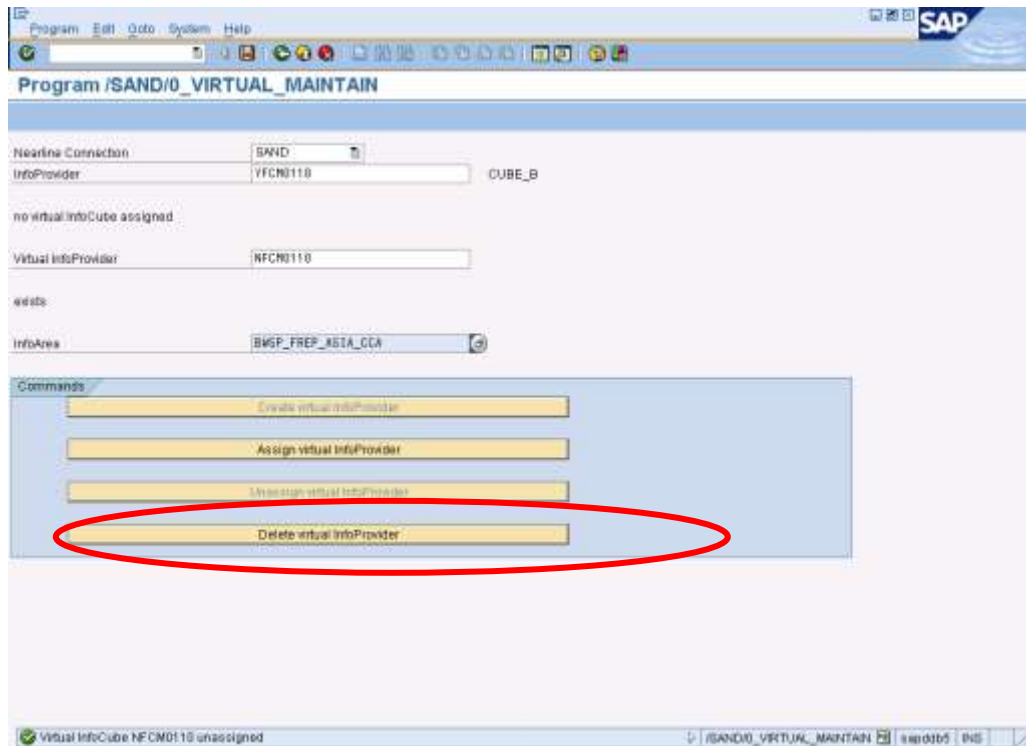 Program Edit Goto System Help
SAP
Program /SAND/0_VIRTUAL_MAINTAIN
Nearline Connection SAND
InfoProvider YFCM0110 CUBE_B
no virtual InfoCube assigned
Virtual InfoProvider NFCM0110
exists
InfoArea BWSP_FREP_ASIA_CCA
Commands
Create virtual InfoProvider
Assign virtual InfoProvider
Unassign virtual InfoProvider
Delete virtual InfoProvider
Virtual InfoCube NFCM0110 unassigned /SAND/0_VIRTUAL_MAINTAIN sapddb5 INS